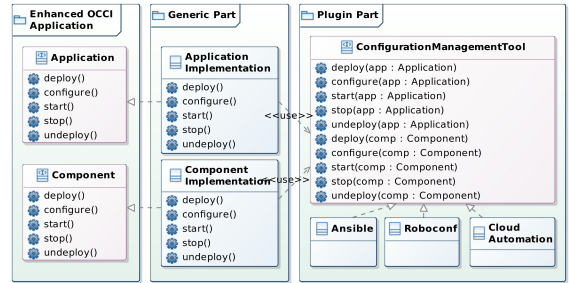 Enhanced OCCI
Application
Application
deploy()
configure()
start()
stop()
undeploy()
Component
deploy()
configure()
start()
stop()
undeploy()
Generic Part
Application
Implementation
deploy()
configure()
start()
stop()
undeploy()
Component
Implementation
deploy()
configure()
start()
stop()
undeploy()
<<use>>
<<use>>
Plugin Part
ConfigurationManagementTool
deploy(app : Application)
configure(app : Application)
start(app : Application)
stop(app : Application)
undeploy(app : Application)
deploy(comp : Component)
configure(comp : Component)
start(comp : Component)
stop(comp : Component)
undeploy(comp : Component)
Ansible
Roboconf
Cloud
Automation